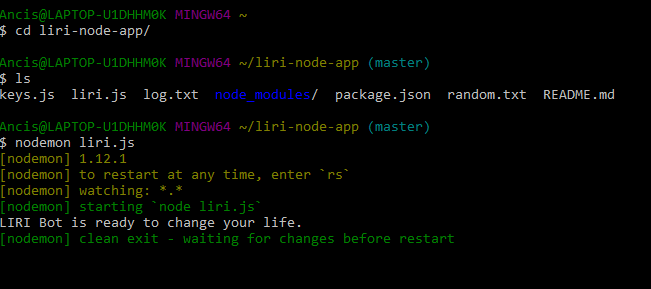 Ancis@LAPTOP-U1DHHM0K MINGW64 ~
$ cd liri-node-app/
Ancis@LAPTOP-U1DHHM0K MINGW64 ~/liri-node-app (master)
$ ls
keys.js  liri.js  log.txt  node_modules/  package.json  random.txt  README.md
Ancis@LAPTOP-U1DHHM0K MINGW64 ~/liri-node-app (master)
$ nodemon liri.js
[nodemon] 1.12.1
[nodemon] to restart at any time, enter `rs`
[nodemon] watching: *.*
[nodemon] starting `node liri.js`
LIRI Bot is ready to change your life.
[nodemon] clean exit - waiting for changes before restart